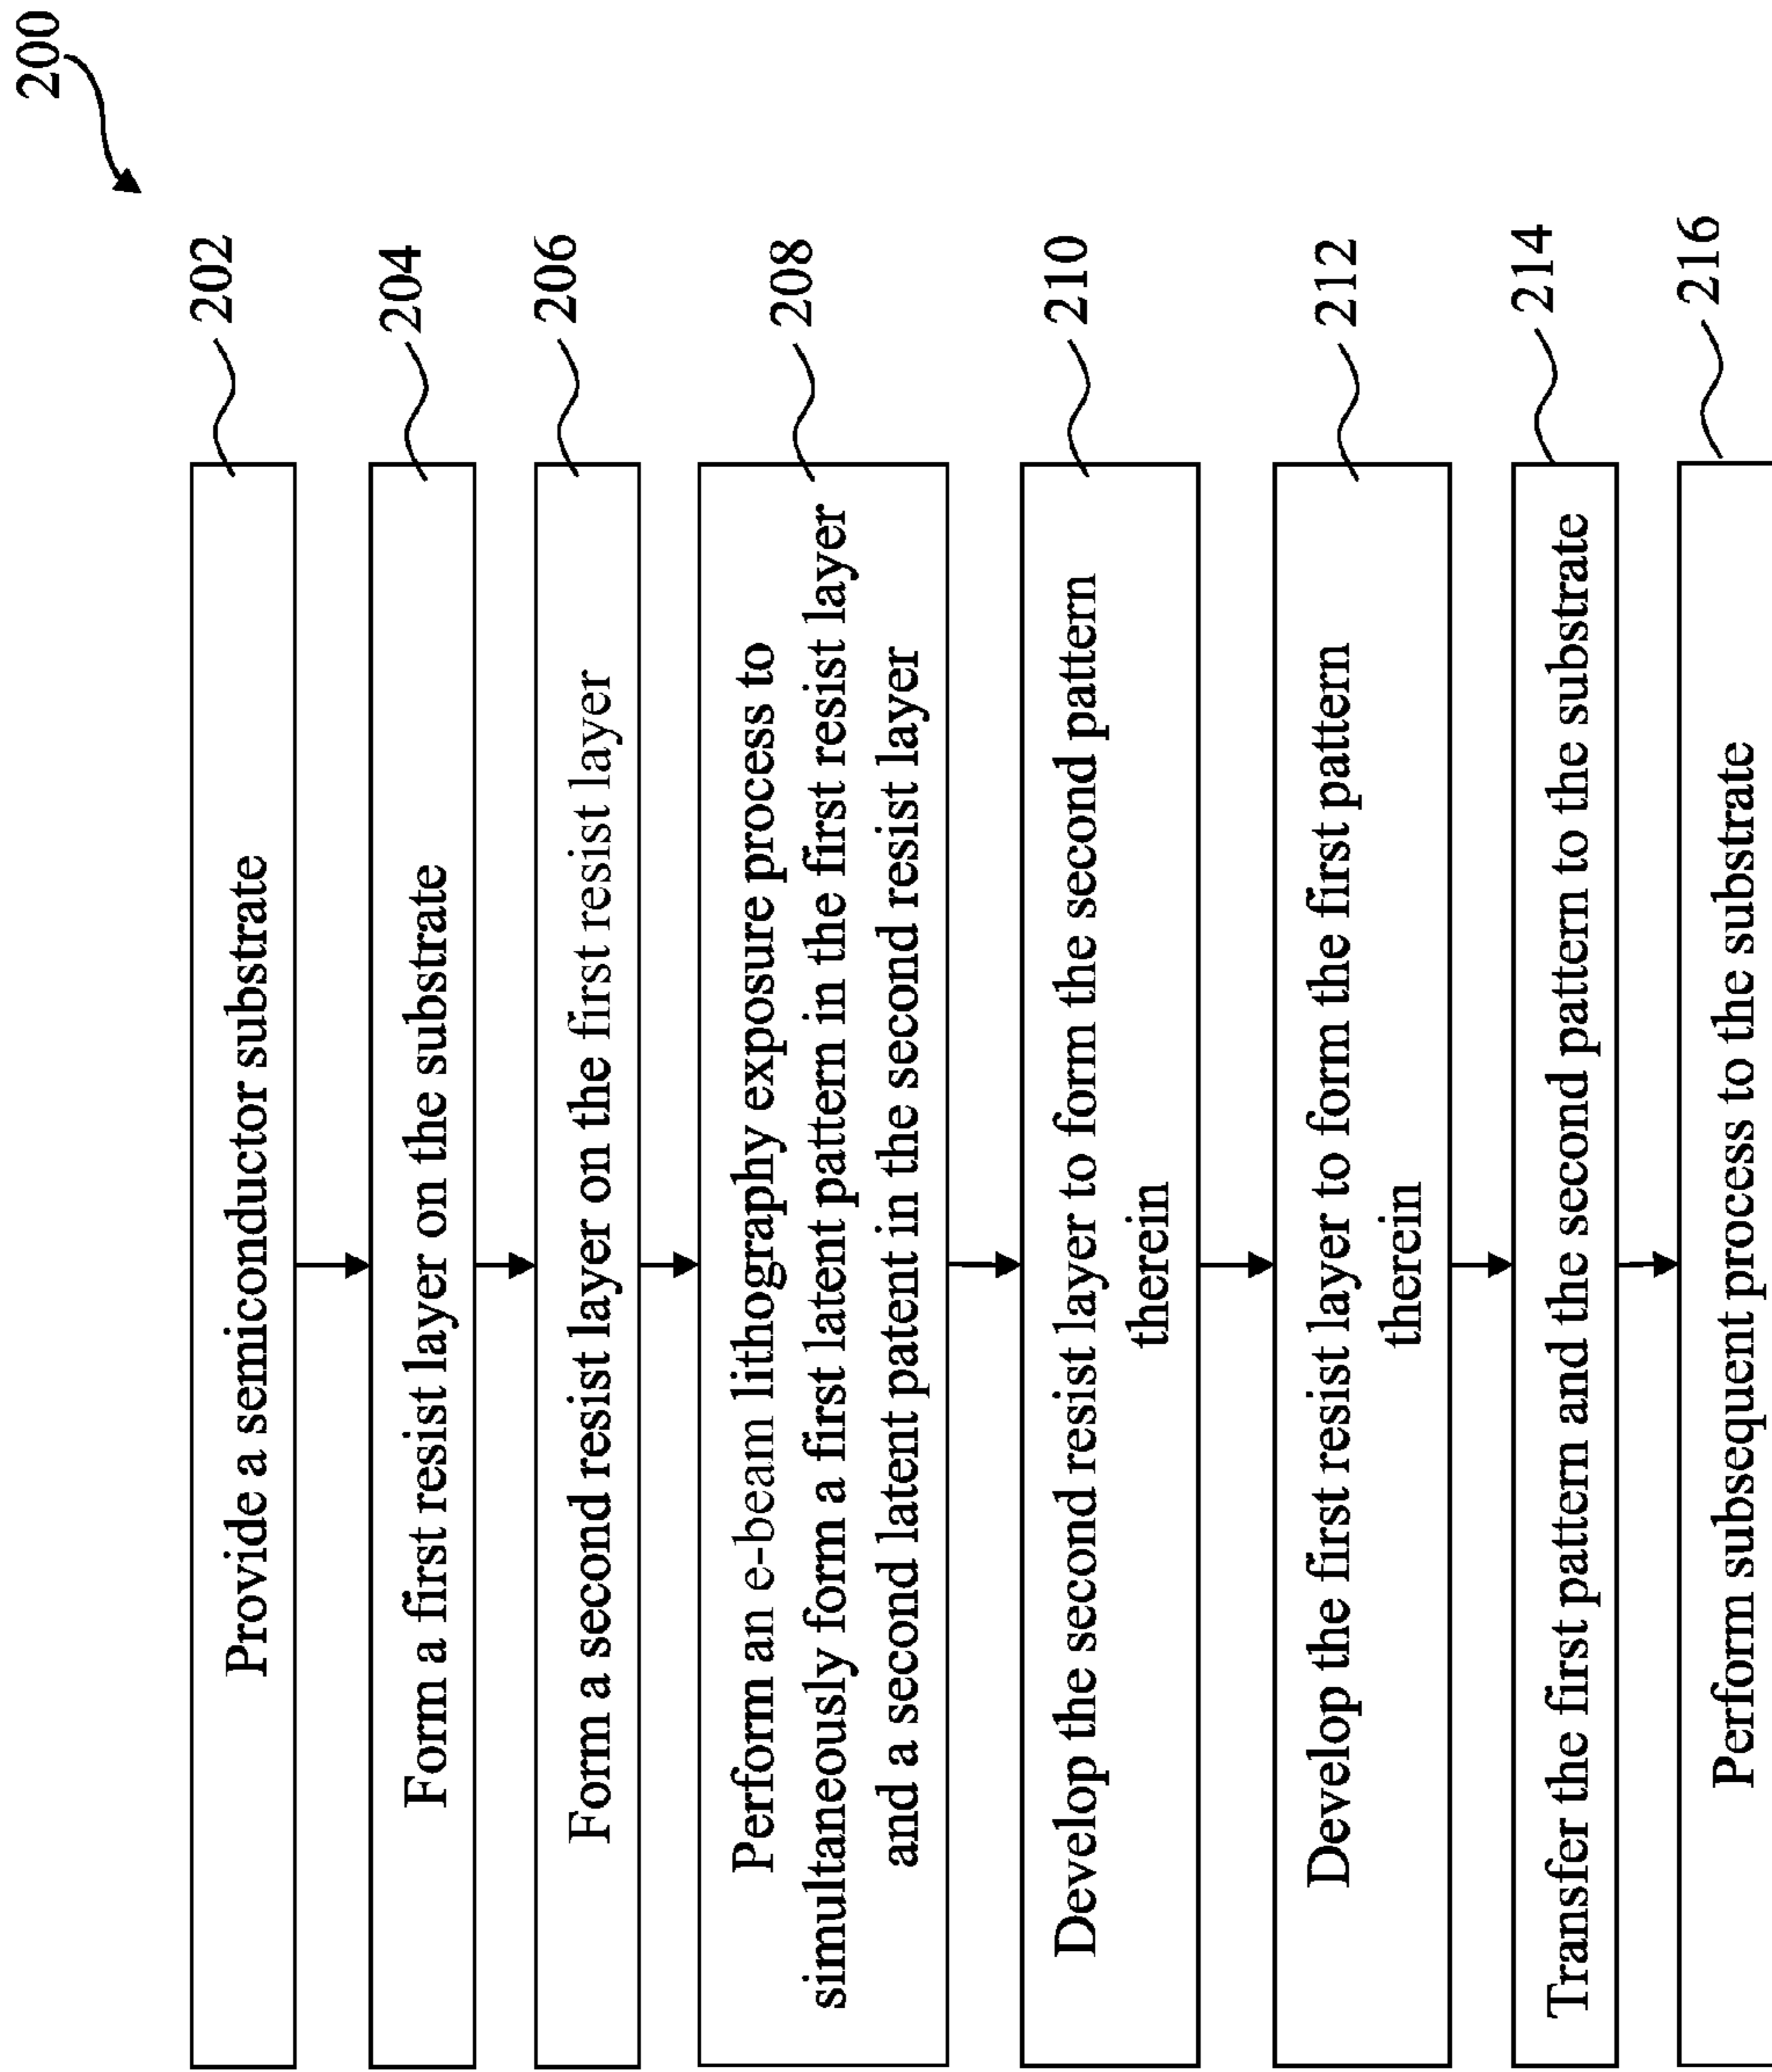 200
202
Provide a semiconductor substrate
204
Form a first resist layer on the substrate
206
Form a second resist layer on the first resist layer
208
Perform an e-beam lithography exposure process to
simultaneously form a first latent pattern in the first resist layer
and a second latent patent in the second resist layer
210
Develop the second resist layer to form the second pattern
therein
212
Develop the first resist layer to form the first pattern
therein
214
Transfer the first pattern and the second pattern to the substrate
216
Perform subsequent process to the substrate